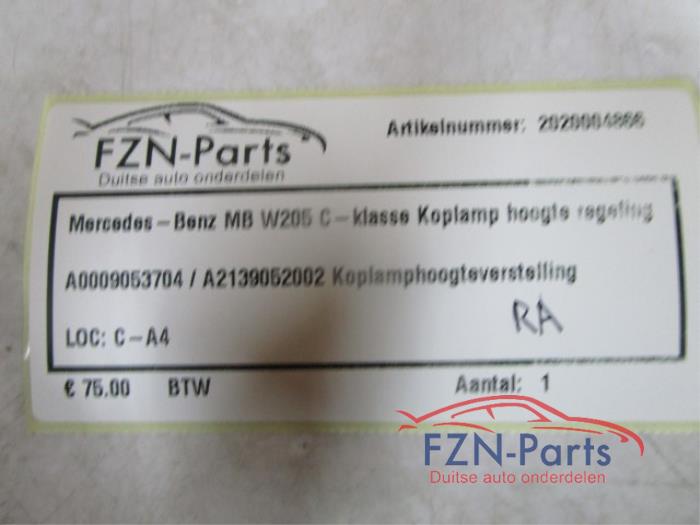 FZN-Parts
Duitse auto onderdelen
Artikelnummer: 2020004866
Mercedes-Benz MB W205 C-klasse Koplamp hoogte regeling
A0009053704 / A2139052002 Koplamphoogteverstelling
LOC: C-A4
RA
€ 75.00 BTW Aantal: 1
FZN-Parts
Duitse auto onderdelen